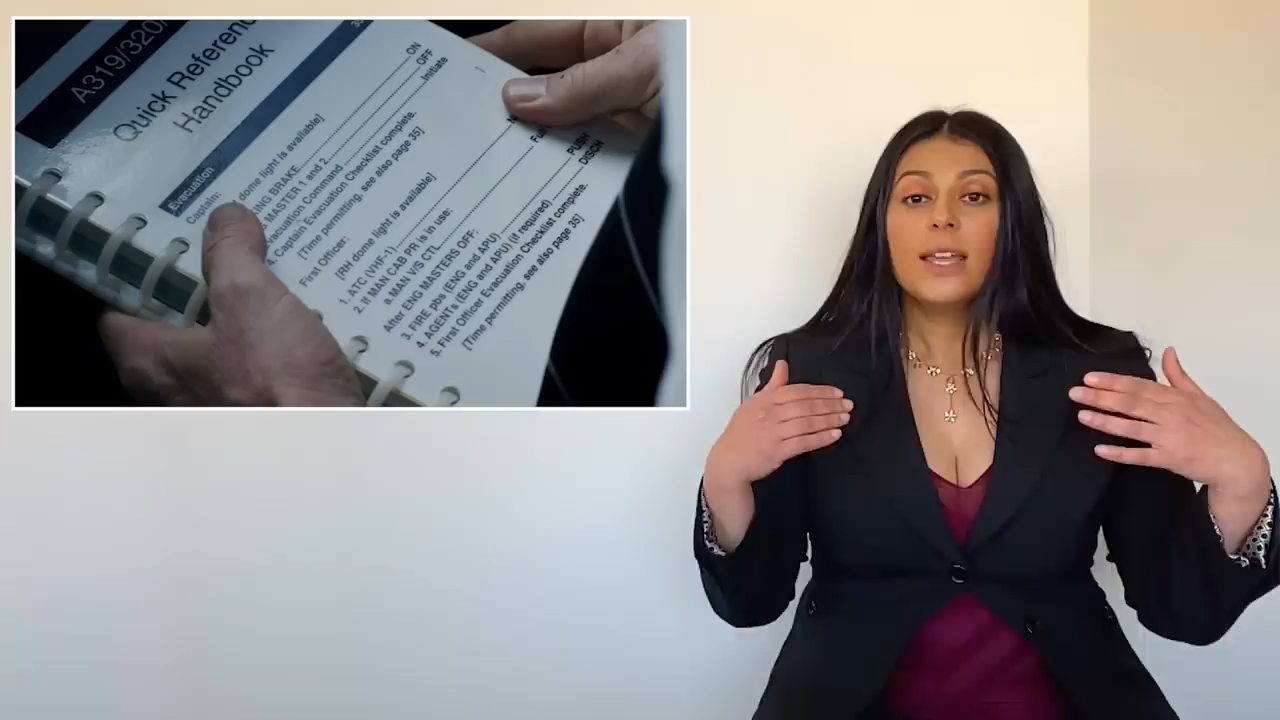 A319/320/
Quick Referenc
Handbook
Evacuation
Captain:
dome light is available]
KING BRAKE ON
MASTER 1 and 2 OFF
Evacuation Command Initiate
4. Captain Evacuation Checklist complete.
[Time permitting, see also page 35]
First Officer:
[RH dome light is available]
1. ATC (VHF-1) N
2. If MAN CAB PR is in use:
a. MAN V/S CTL Full
After ENG MASTERS OFF:
3. FIRE pbs (ENG and APU) PUSH
4. AGENTs (ENG and APU) (if required) DISCH
5. First Officer Evacuation Checklist complete.
[Time permitting, see also page 35]